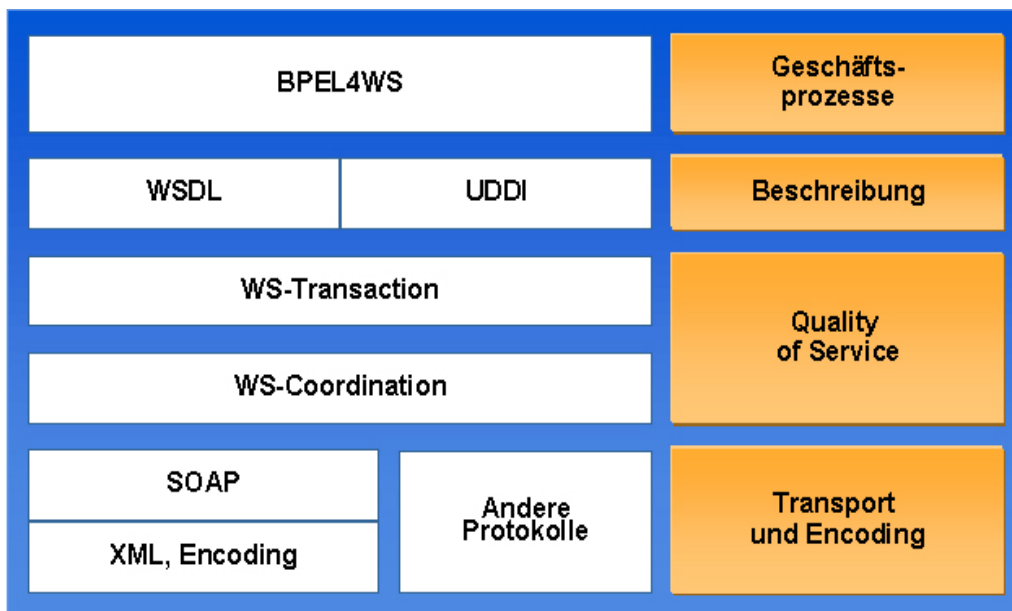 BPEL4WS
Geschäfts-
prozesse
WSDL
UDDI
Beschreibung
WS-Transaction
Quality
of Service
WS-Coordination
SOAP
XML, Encoding
Andere
Protokolle
Transport
und Encoding